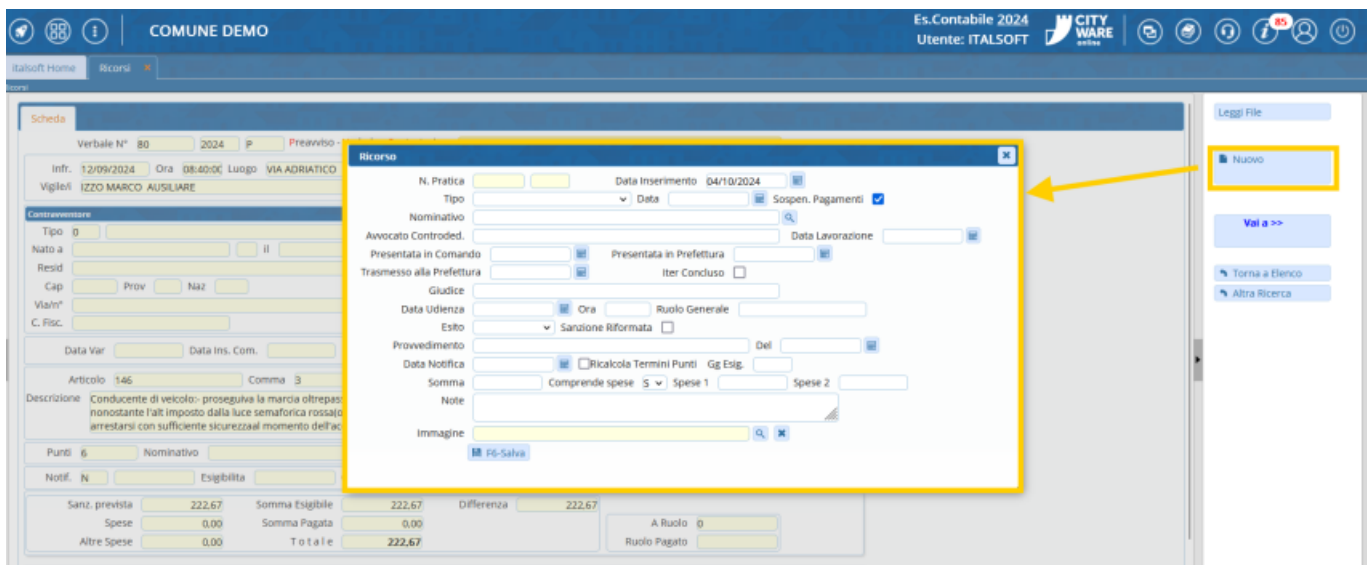 COMUNE DEMO
Es.Contabile 2024
Utente: ITALSOFT
CITY
WARE
online
85
Italsoft Home Ricorsi
Ricorsi
Scheda
Leggi File
Verbale N° 80 2024 P Preavviso -
Nuovo
Infr. 12/09/2024 Ora 08:40:00 Luogo VIA ADRIATICO
Vigile/i IZZO MARCO AUSILIARE
Contravventore
Tipo 0
Nato a il
Resid
Cap Prov Naz
Via/n°
C. Fisc.
Data Var Data Ins. Com.
Articolo 146 Comma 3
Descrizione Conducente di veicolo:- proseguiva la marcia oltrepas
nonostante l'alt imposto dalla luce semaforica rossa(o
arrestarsi con sufficiente sicurezzaal momento dell'ac
Punti 6 Nominativo
Notif. N Esigibilita
Sanz. prevista 222,67 Somma Esigibile 222,67 Differenza 222,67
Spese 0,00 Somma Pagata 0,00 A Ruolo 0
Altre Spese 0,00 Totale 222,67 Ruolo Pagato
Ricorso
N. Pratica Data Inserimento 04/10/2024
Tipo Data Sospen. Pagamenti
Nominativo
Avvocato Controded. Data Lavorazione
Presentata in Comando Presentata in Prefettura
Trasmesso alla Prefettura Iter Concluso
Giudice
Data Udienza Ora Ruolo Generale
Esito Sanzione Riformata
Provvedimento Del
Data Notifica Ricalcola Termini Punti Gg Esig.
Somma Comprende spese S Spese 1 Spese 2
Note
Immagine
F6-Salva
Vai a >>
Torna a Elenco
Altra Ricerca